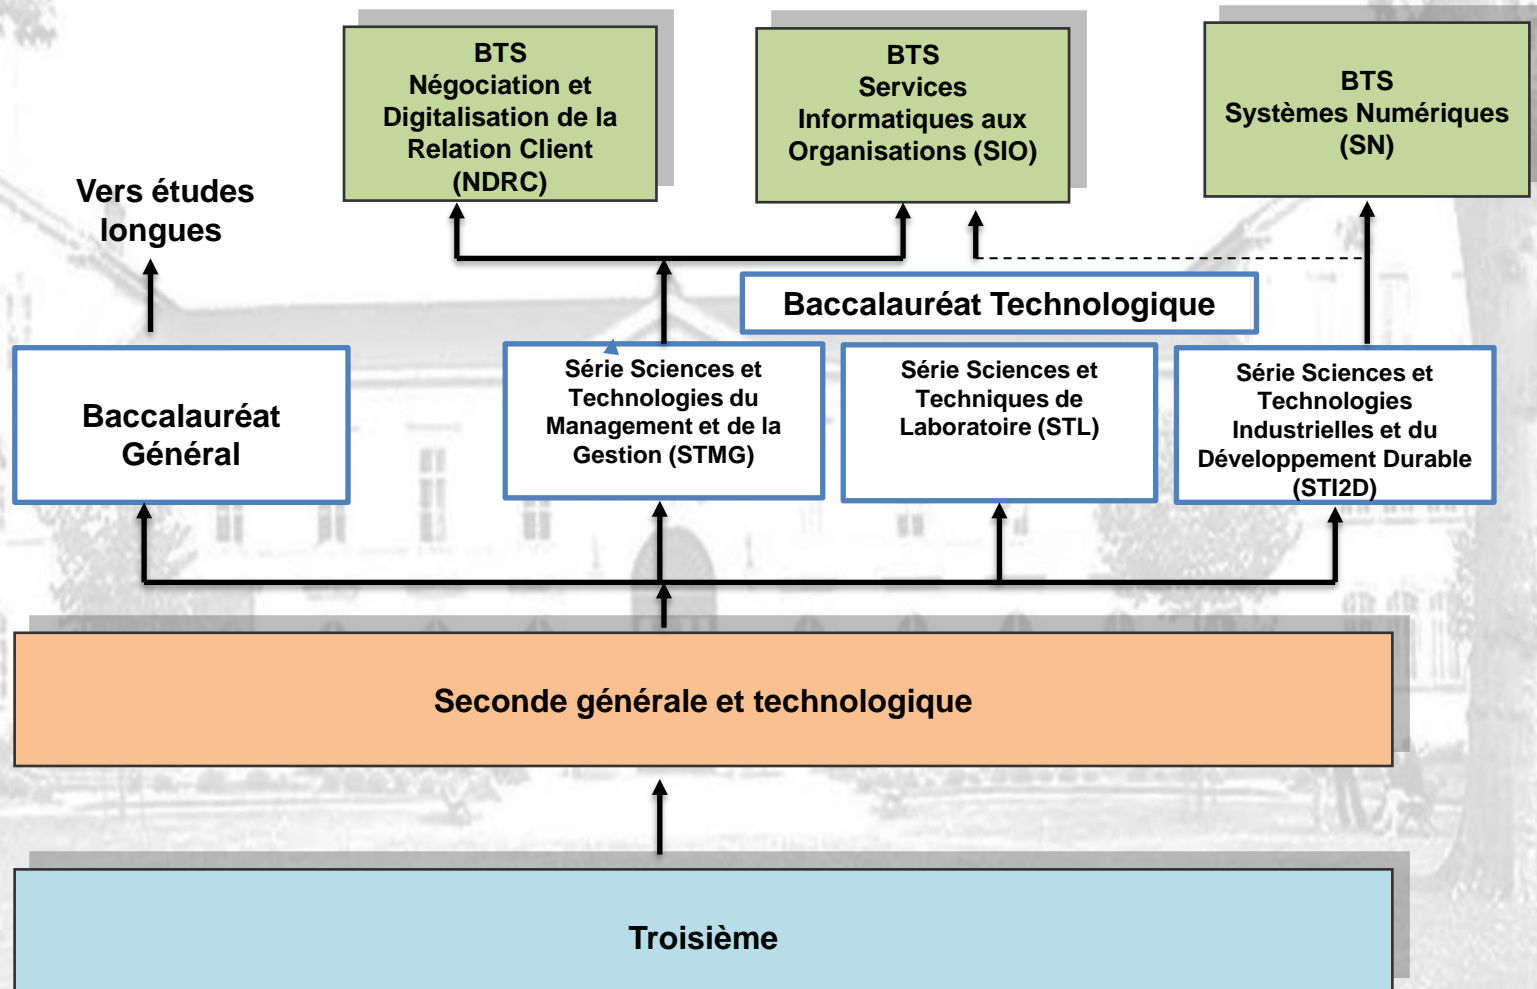 BTS
Négociation et
Digitalisation de la
Relation Client
(NDRC)
BTS
Services
Informatiques aux
Organisations (SIO)
BTS
Systèmes Numériques
(SN)
Vers études
longues
Baccalauréat Technologique
Baccalauréat
Général
Série Sciences et
Technologies du
Management et de la
Gestion (STMG)
Série Sciences et
Techniques de
Laboratoire (STL)
Série Sciences et
Technologies
Industrielles et du
Développement Durable
(STI2D)
Seconde générale et technologique
Troisième